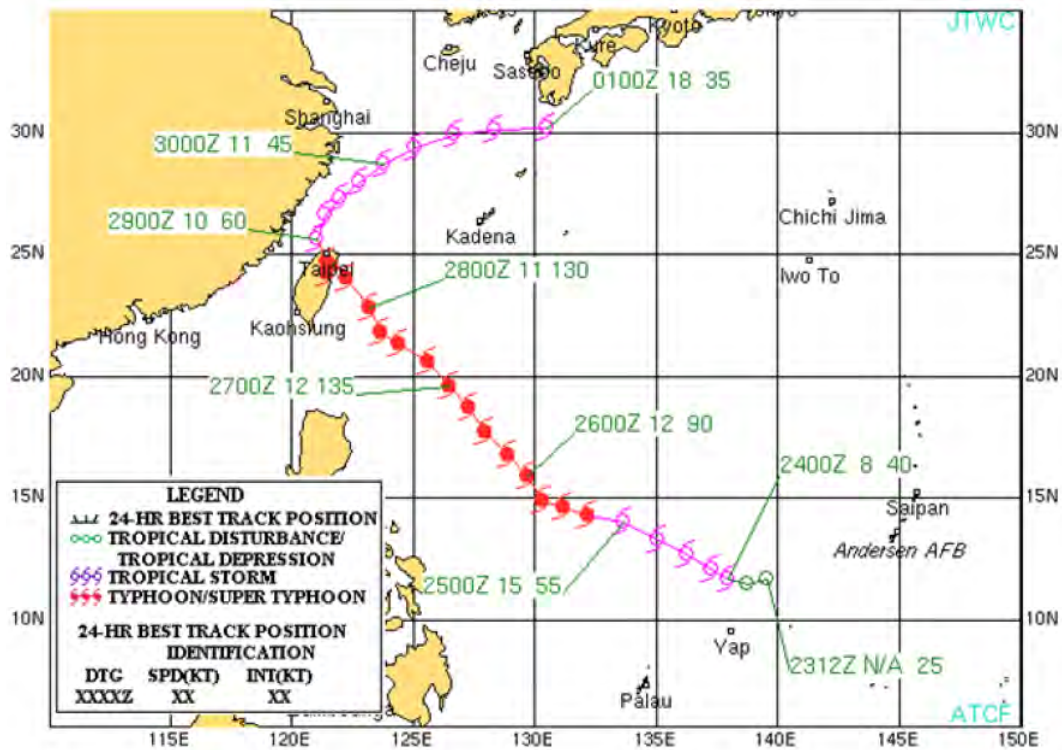 JTWC
Kyoto
Kure
Cheju
Sasebo
0100Z 18 35
Shanghai
30N
30N
3000Z 11 45
Chichi Jima
2900Z 10 60
Kadena
25N
25N
Taipei
2800Z 11 130
Iwo To
Kaohsiung
Hong Kong
20N
20N
2700Z 12 135
2600Z 12 90
2400Z 8 40
LEGEND
15N
Saipan
24-HR BEST TRACK POSITION
TROPICAL DISTURBANCE/
TROPICAL DEPRESSION
Andersen AFB
TROPICAL STORM
2500Z 15 55
TYPHOON/SUPER TYPHOON
10N
24-HR BEST TRACK POSITION
IDENTIFICATION
Yap
2312Z N/A 25
DTG SPD(KT) INT(KT)
XXXXZ XX XX
Palau
ATCF
115E 120E 125E 130E 135E 140E 145E 150E